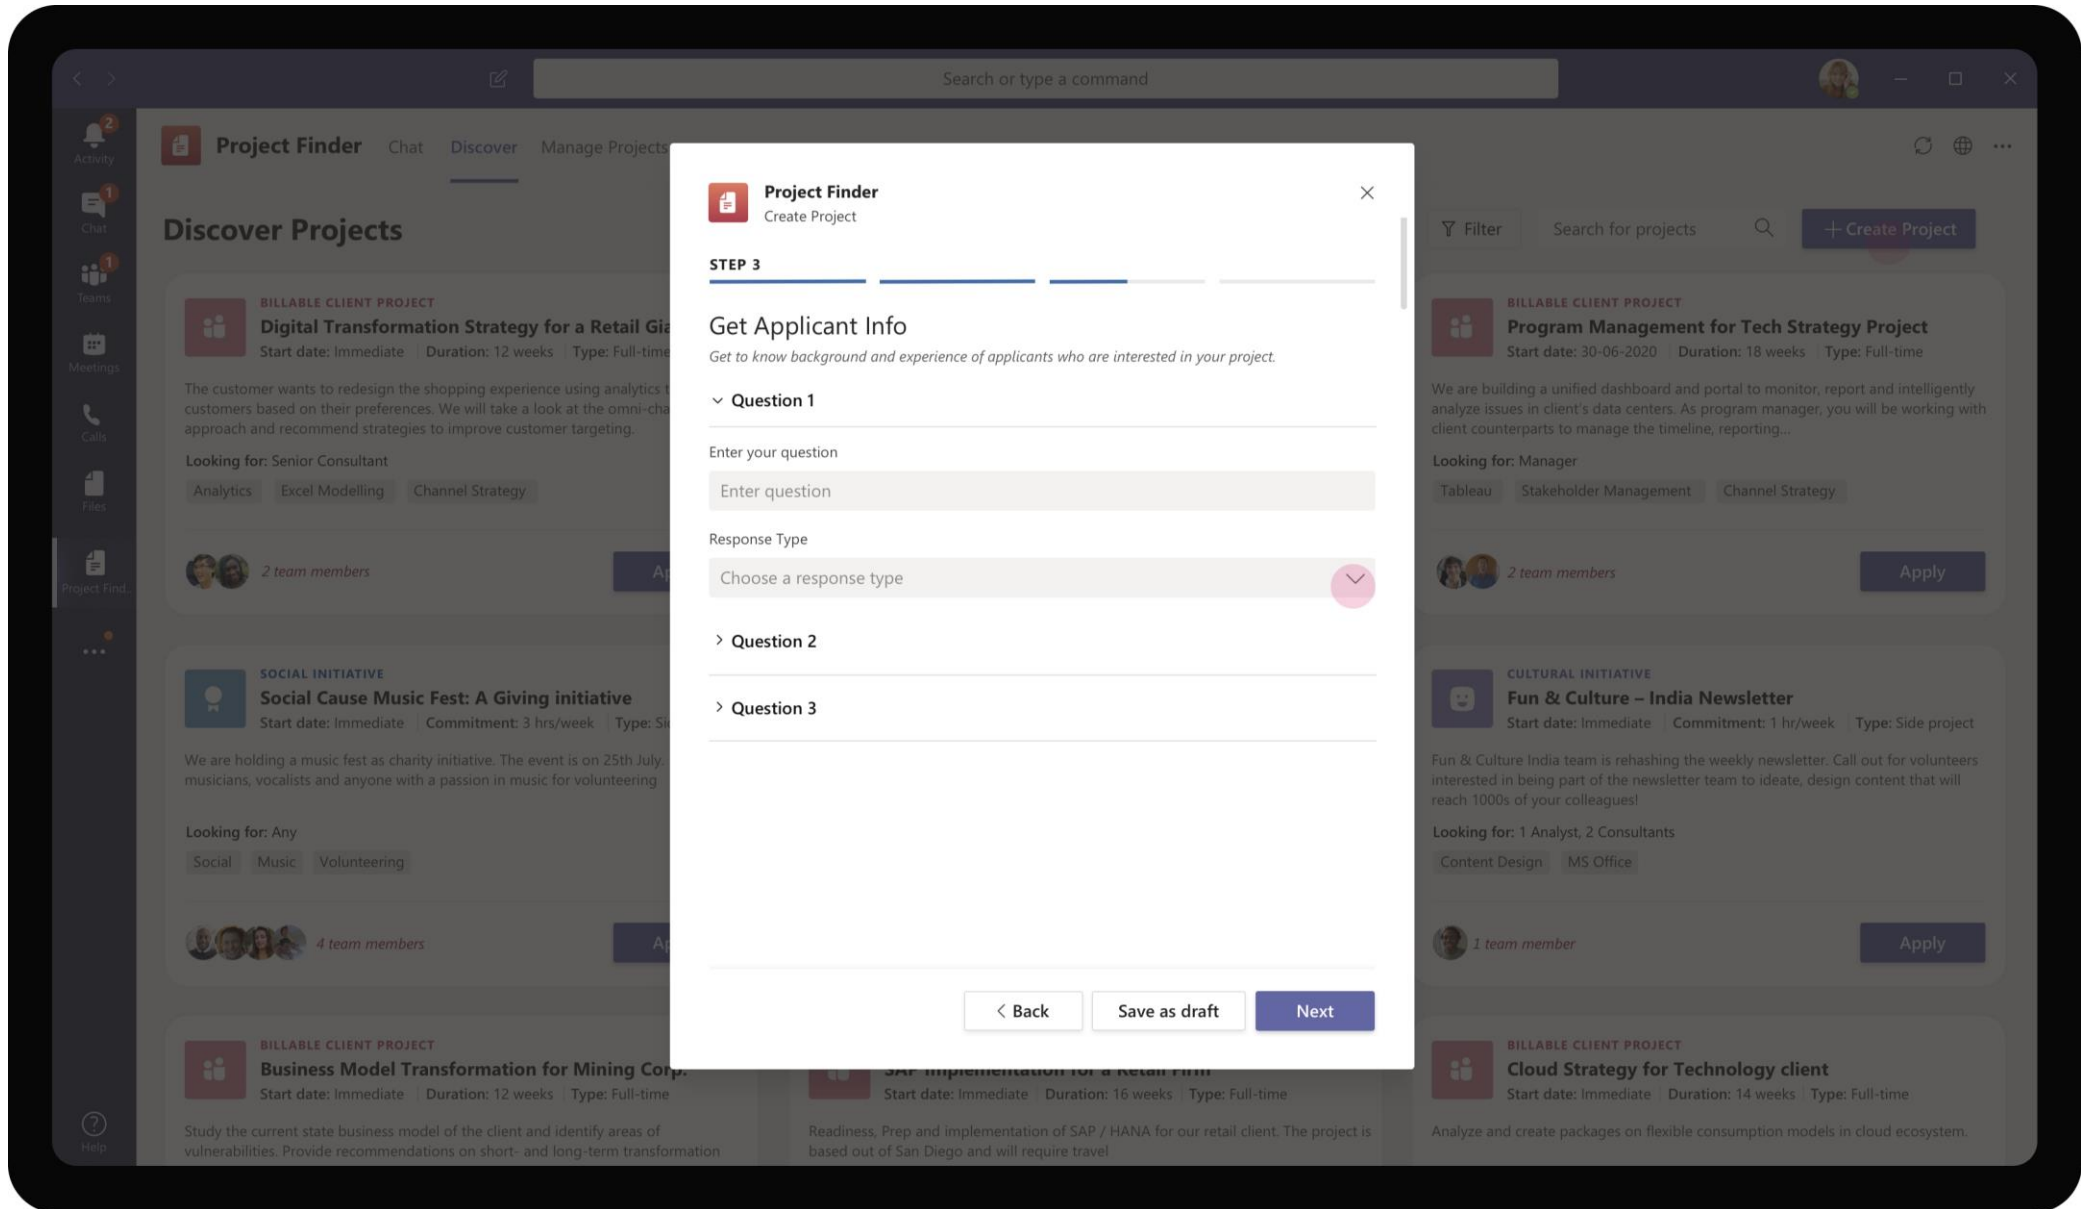 Search or type a command
2
Activity
1
Chat
1
Teams
Meetings
Calls
Files
Project Find..
Help
Project Finder
Chat
Discover
Manage Projects
Discover Projects
Filter
Search for projects
Create Project
BILLABLE CLIENT PROJECT
Digital Transformation Strategy for a Retail Gia
Start date: Immediate Duration: 12 weeks Type: Full-time
The customer wants to redesign the shopping experience using analytics t
customers based on their preferences. We will take a look at the omni-cha
approach and recommend strategies to improve customer targeting.
Looking for: Senior Consultant
Analytics Excel Modelling Channel Strategy
2 team members
Ap
BILLABLE CLIENT PROJECT
Program Management for Tech Strategy Project
Start date: 30-06-2020 Duration: 18 weeks Type: Full-time
We are building a unified dashboard and portal to monitor, report and intelligently
analyze issues in client's data centers. As program manager, you will be working with
client counterparts to manage the timeline, reporting...
Looking for: Manager
Tableau Stakeholder Management Channel Strategy
2 team members
Apply
SOCIAL INITIATIVE
Social Cause Music Fest: A Giving initiative
Start date: Immediate Commitment: 3 hrs/week Type: Si
We are holding a music fest as charity initiative. The event is on 25th July.
musicians, vocalists and anyone with a passion in music for volunteering
Looking for: Any
Social Music Volunteering
4 team members
Ap
CULTURAL INITIATIVE
Fun & Culture – India Newsletter
Start date: Immediate Commitment: 1 hr/week Type: Side project
Fun & Culture India team is rehashing the weekly newsletter. Call out for volunteers
interested in being part of the newsletter team to ideate, design content that will
reach 1000s of your colleagues!
Looking for: 1 Analyst, 2 Consultants
Content Design MS Office
1 team member
Apply
BILLABLE CLIENT PROJECT
Business Model Transformation for Mining Corp.
Start date: Immediate Duration: 12 weeks Type: Full-time
Study the current state business model of the client and identify areas of
vulnerabilities. Provide recommendations on short- and long-term transformation
SAP Implementation for a Retail Firm
Start date: Immediate Duration: 16 weeks Type: Full-time
Readiness, Prep and implementation of SAP / HANA for our retail client. The project is
based out of San Diego and will require travel
BILLABLE CLIENT PROJECT
Cloud Strategy for Technology client
Start date: Immediate Duration: 14 weeks Type: Full-time
Analyze and create packages on flexible consumption models in cloud ecosystem.
Project Finder
Create Project
STEP 3
Get Applicant Info
Get to know background and experience of applicants who are interested in your project.
Question 1
Enter your question
Enter question
Response Type
Choose a response type
Question 2
Question 3
Back
Save as draft
Next